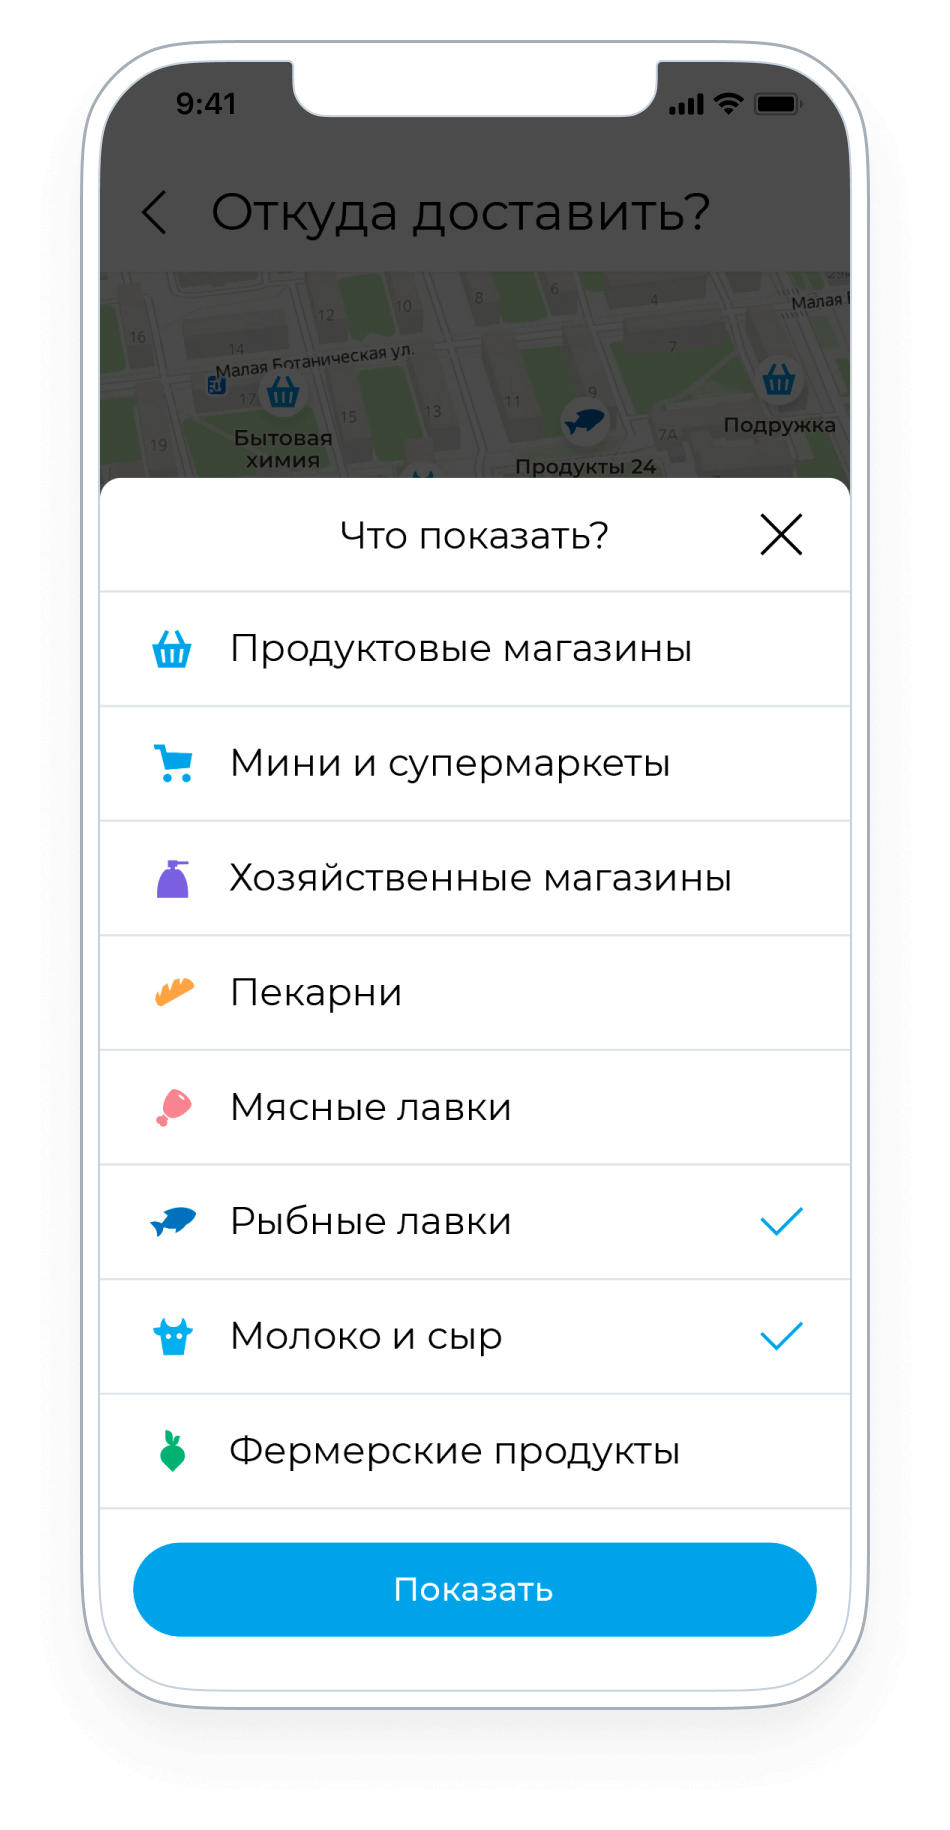 9:41
Откуда доставить?
Малая
16
12
10
8
6
4
14
Малая Ботаническая ул.
7
17
15
13
11
9
7А
19
Бытовая
химия
Продукты 24
Подружка
Что показать?
Продуктовые магазины
Мини и супермаркеты
Хозяйственные магазины
Пекарни
Мясные лавки
Рыбные лавки
Молоко и сыр
Фермерские продукты
Показать